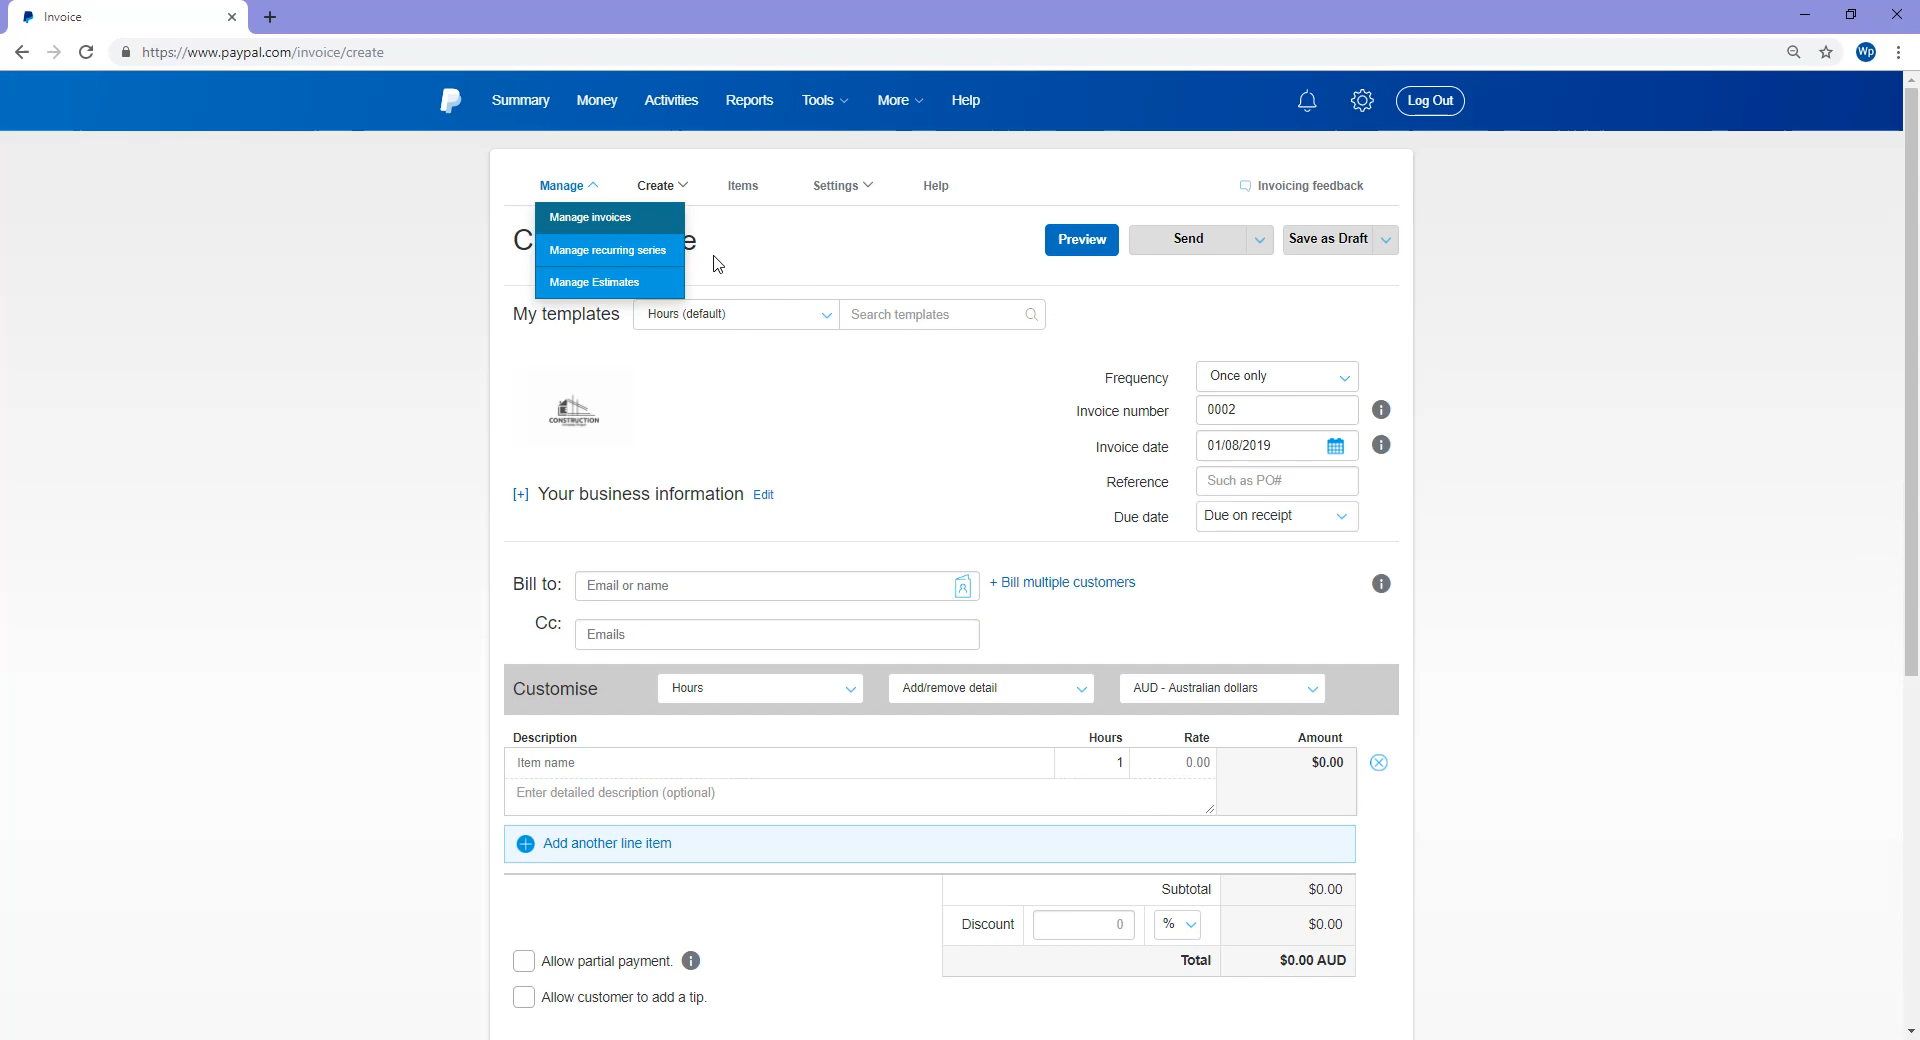 Invoice
https://www.paypal.com/invoice/create
Wp
Summary Money Activities Reports Tools More Help Log Out
Manage Create Items Settings Help Invoicing feedback
Manage invoices
Manage recurring series
Manage Estimates
C e
Preview Send Save as Draft
My templates Hours (default) Search templates
Frequency Once only
Invoice number 0002
Invoice date 01/08/2019
Reference Such as PO#
Due date Due on receipt
CONSTRUCTION
[+] Your business information Edit
Bill to: Email or name + Bill multiple customers
Cc: Emails
Customise Hours Add/remove detail AUD - Australian dollars
Description Hours Rate Amount
Item name 1 0.00 $0.00
Enter detailed description (optional)
Add another line item
Subtotal $0.00
Discount 0 % $0.00
Total $0.00 AUD
Allow partial payment.
Allow customer to add a tip.